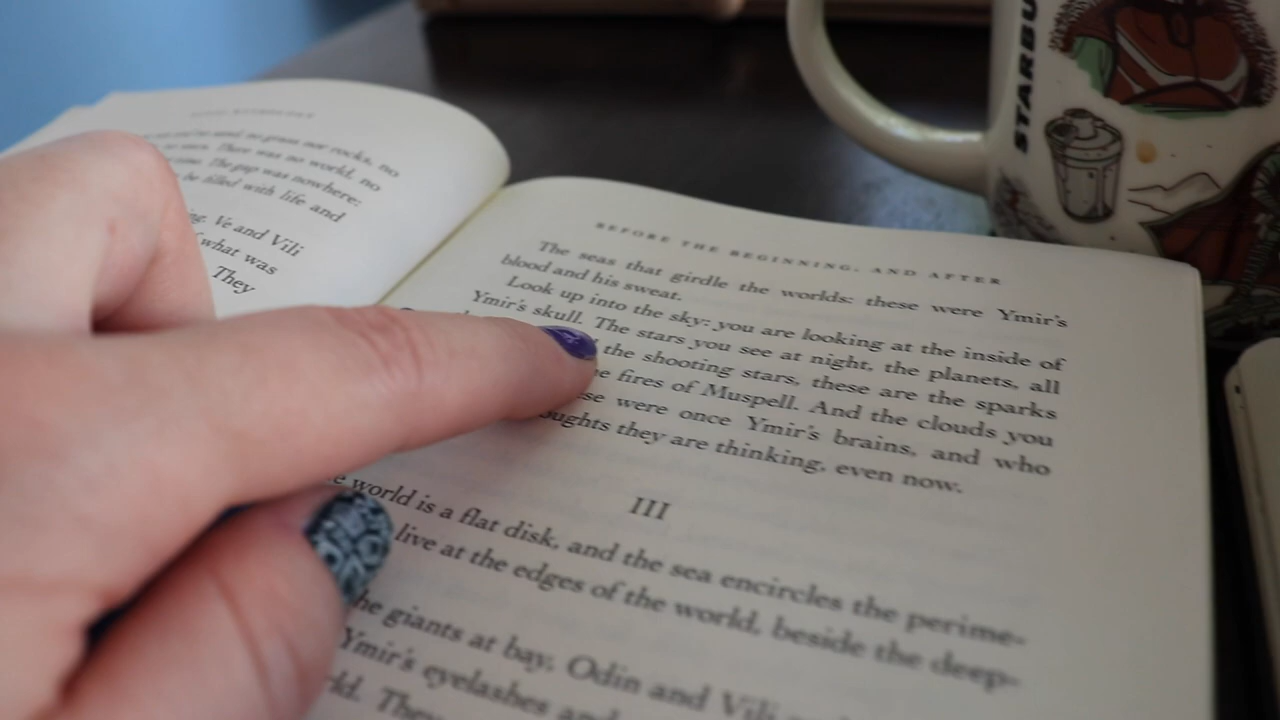 no grass nor rocks, no
There was no world, no
The gap was nowhere:
be filled with life and
Ve and Vili
what was
They
BEFORE THE BEGINNING, AND AFTER
The seas that girdle the worlds: these were Ymir's
blood and his sweat.
Look up into the sky: you are looking at the inside of
Ymir's skull. The stars you see at night, the planets, all
the shooting stars, these are the sparks
fires of Muspell. And the clouds you
were once Ymir's brains, and who
they are thinking, even now.
III
world is a flat disk, and the sea encircles the perime-
live at the edges of the world, beside the deep-
giants at bay, Odin and Vili
Ymir's eyelashes and
They
STARBU